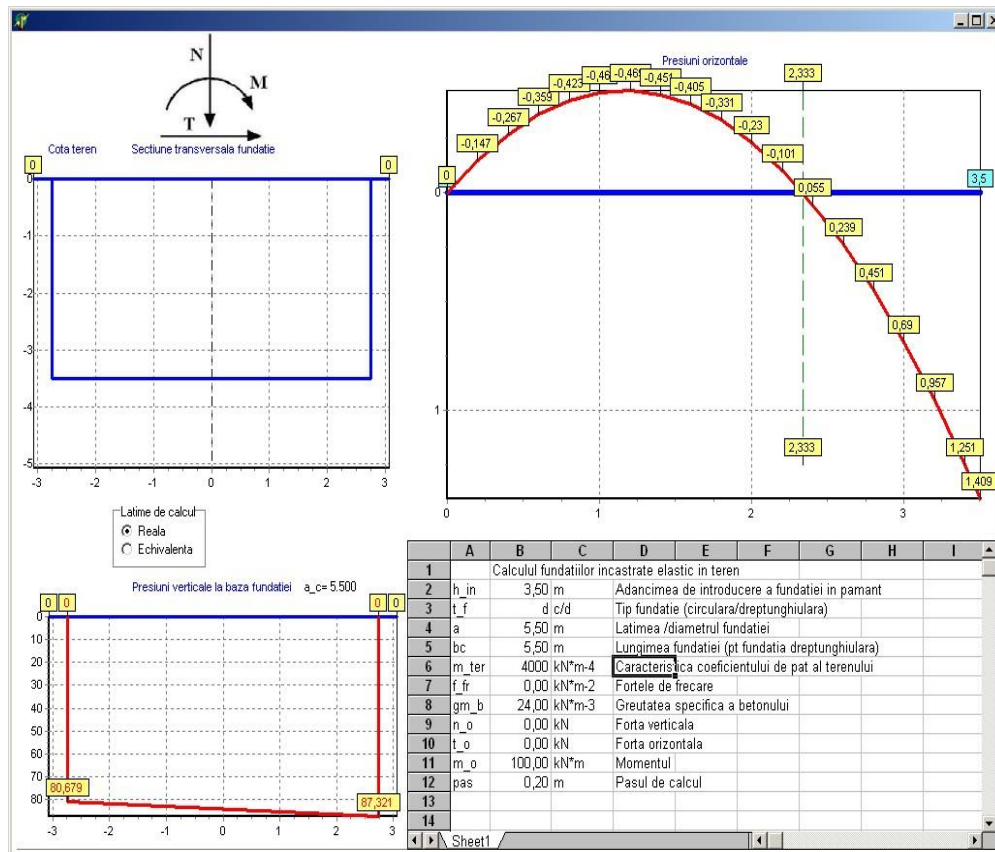 N
M
T
Cota teren
Sectiune transversala fundatie
0
0
0
-1
-2
-3
-4
-5
-3
-2
-1
0
1
2
3
Presiuni orizontale
2,333
0
-0,147
-0,267
-0,359
-0,423
-0,451
-0,405
-0,331
-0,23
-0,101
0,055
0,239
0,451
0,69
0,957
1,251
1,409
3,5
2,333
0
1
0
1
2
3
Latime de calcul
Reala
Echivalenta
Presiuni verticale la baza fundatiei a_c= 5.500
0 0 0 0
0
10
20
30
40
50
60
70
80
80,679
87,321
-3
-2
-1
0
1
2
3
A B C D E F G H I
1 Calculul fundatiilor incastrate elastic in teren
2 h_in 3,50 m Adancimea de introducere a fundatiei in pamant
3 t_f d c/d Tip fundatie (circulara/dreptunghiulara)
4 a 5,50 m Latimea /diametrul fundatiei
5 bc 5,50 m Lungimea fundatiei (pt fundatia dreptunghiulara)
6 m_ter 4000 kN*m-4 Caracteristica coeficientului de pat al terenului
7 f_fr 0,00 kN*m-2 Fortele de frecare
8 gm_b 24,00 kN*m-3 Greutatea specifica a betonului
9 n_o 0,00 kN Forta verticala
10 t_o 0,00 kN Forta orizontala
11 m_o 100,00 kN*m Momentul
12 pas 0,20 m Pasul de calcul
13
14
Sheet1